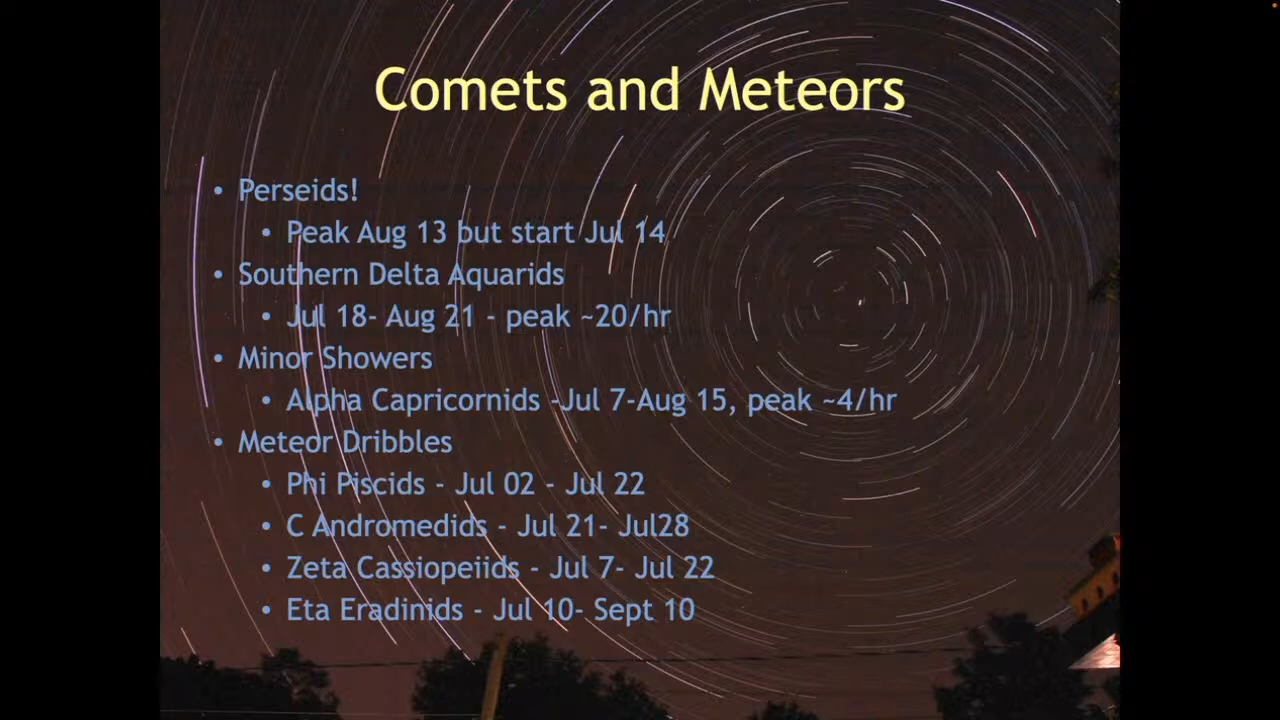 Comets and Meteors
• Perseids!
• Peak Aug 13 but start Jul 14
• Southern Delta Aquarids
• Jul 18- Aug 21 - peak ~20/hr
• Minor Showers
• Alpha Capricornids -Jul 7-Aug 15, peak ~4/hr
• Meteor Dribbles
• Phi Piscids - Jul 02 - Jul 22
• C Andromedids - Jul 21- Jul28
• Zeta Cassiopeiids - Jul 7- Jul 22
• Eta Eradinids - Jul 10- Sept 10